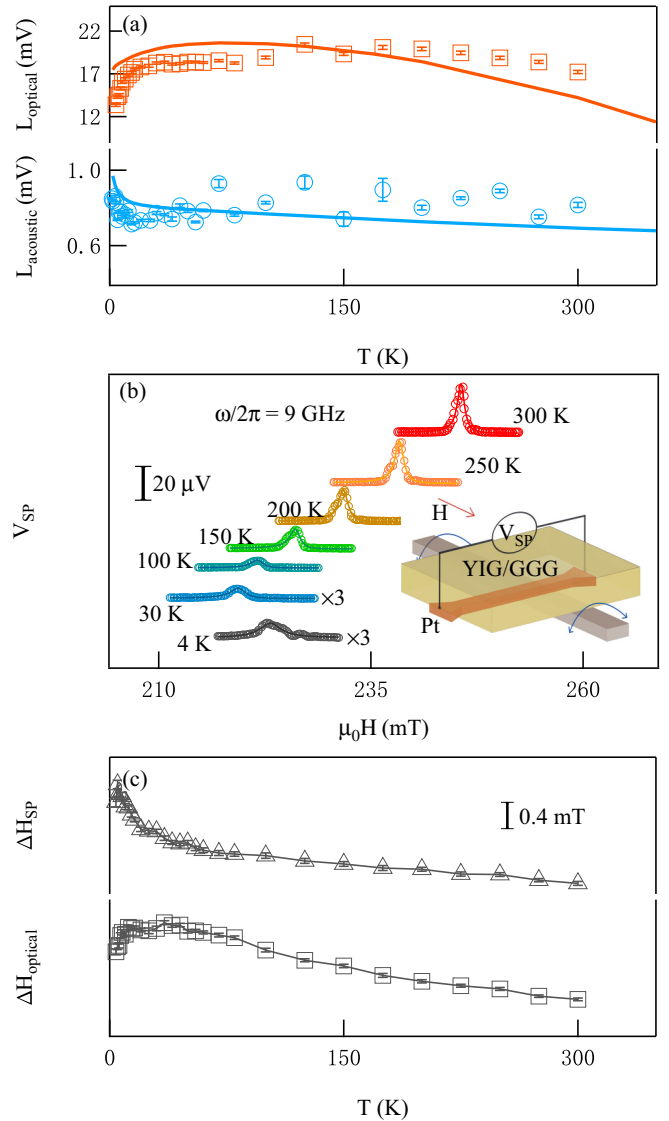 (a)
22
17
12
L_optical (mV)
1.0
0.6
L_acoustic (mV)
0 150 300
T (K)
(b)
ω/2π = 9 GHz
300 K
20 μV
250 K
200 K
H
V_SP
150 K
V_SP
100 K
YIG/GGG
30 K
×3
4 K
×3
Pt
210 235 260
μ₀H (mT)
(c)
0.4 mT
ΔH_SP
ΔH_optical
0 150 300
T (K)